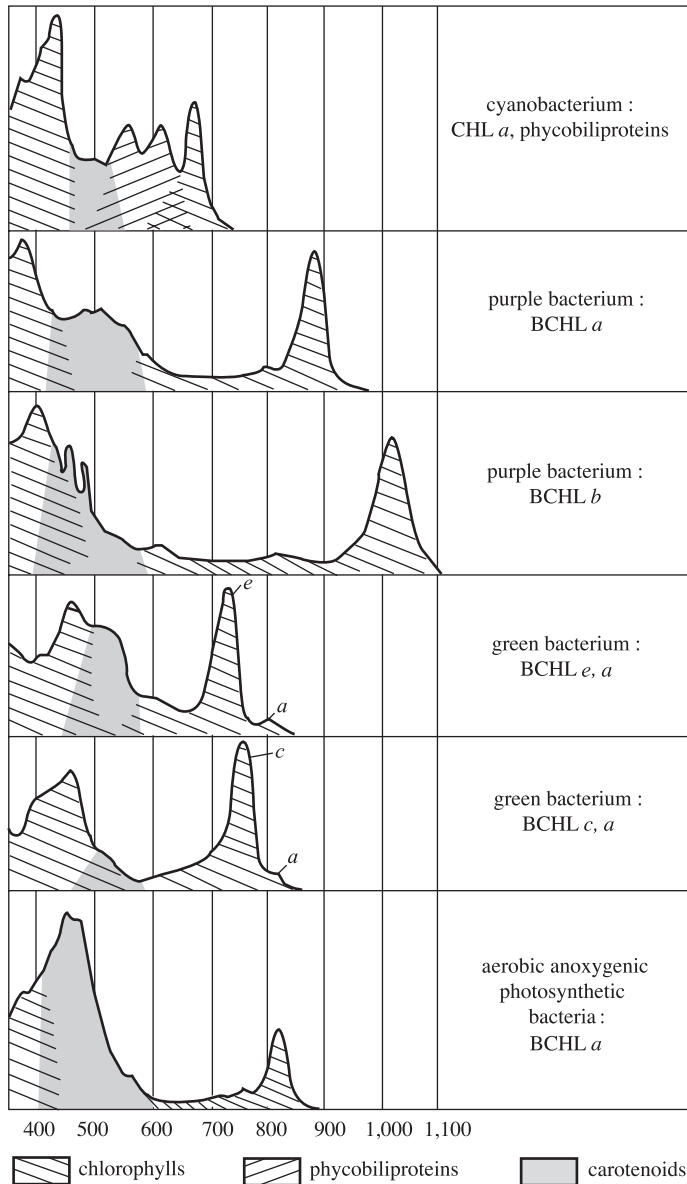 cyanobacterium :
CHL a, phycobiliproteins
purple bacterium :
BCHL a
purple bacterium :
BCHL b
e
a
green bacterium :
BCHL e, a
c
a
green bacterium :
BCHL c, a
aerobic anoxygenic
photosynthetic
bacteria :
BCHL a
400 500 600 700 800 900 1,000 1,100
chlorophylls phycobiliproteins carotenoids